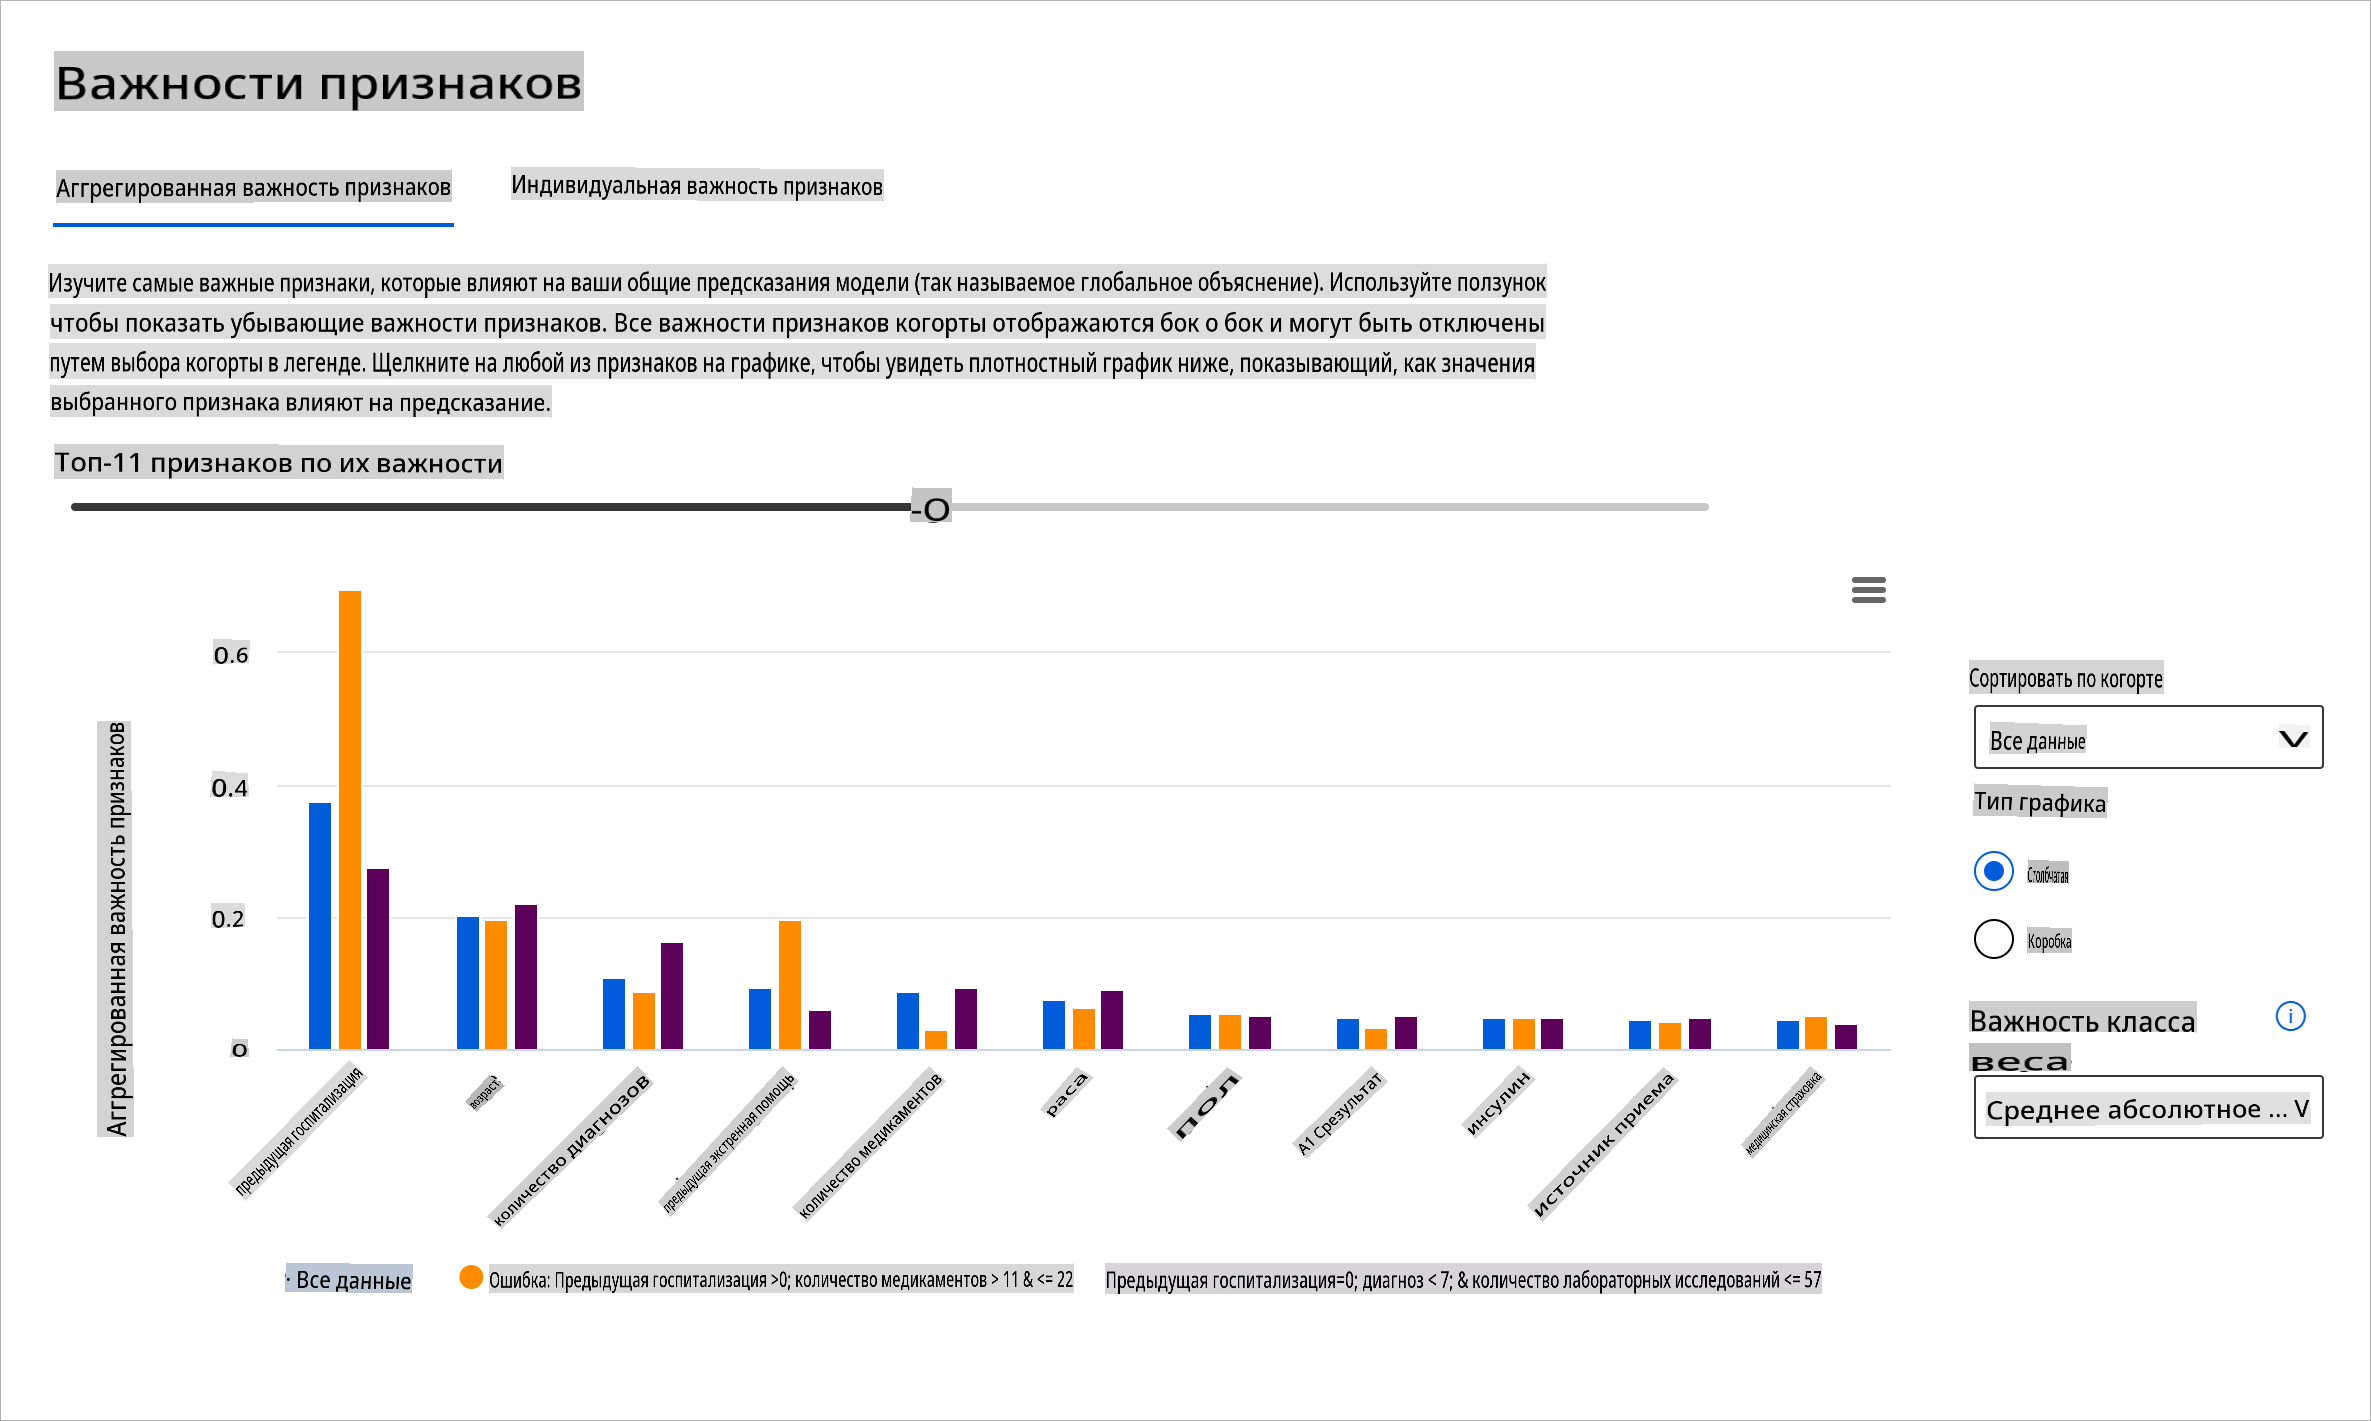 Важности признаков
Аггрегированная важность признаков
Индивидуальная важность признаков
Изучите самые важные признаки, которые влияют на ваши общие предсказания модели (так называемое глобальное объяснение). Используйте ползунок
чтобы показать убывающие важности признаков. Все важности признаков когорты отображаются бок о бок и могут быть отключены
путем выбора когорты в легенде. Щелкните на любой из признаков на графике, чтобы увидеть плотностный график ниже, показывающий, как значения
выбранного признака влияют на предсказание.
Топ-11 признаков по их важности
-О
0.6
0.4
0.2
0
Аггрегированная важность признаков
предыдущая госпитализация
возраст
количество диагнозов
предыдущая экстренная помощь
количество медикаментов
раса
пол
А1 Срезультат
инсулин
источник приема
медицинская страховка
· Все данные
Ошибка: Предыдущая госпитализация >0; количество медикаментов > 11 & <= 22
Предыдущая госпитализация=0; диагноз < 7; & количество лабораторных исследований <= 57
Сортировать по когорте
Все данные
V
Тип графика
Столбчатая
Коробка
Важность класса
i
веса
Среднее абсолютное ... V